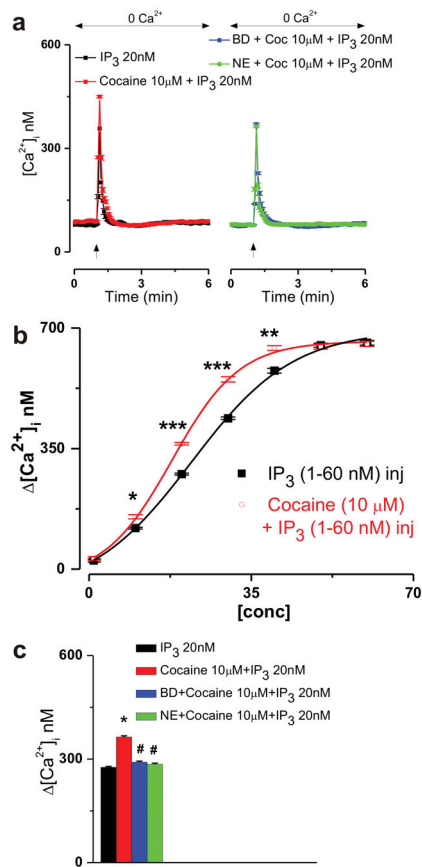 a
0 Ca²⁺ 0 Ca²⁺
600
IP₃ 20nM
Cocaine 10μM + IP₃ 20nM
BD + Coc 10μM + IP₃ 20nM
NE + Coc 10μM + IP₃ 20nM
[Ca²⁺]ᵢ nM
300
0
0 3 6 0 3 6
Time (min) Time (min)
b
700
** 
***
***
*
Δ[Ca²⁺]ᵢ nM
350
IP₃ (1-60 nM) inj
Cocaine (10 μM)
+ IP₃ (1-60 nM) inj
0
0 35 70
[conc]
c
600
IP₃ 20nM
Cocaine 10μM+IP₃ 20nM
BD+Cocaine 10μM+IP₃ 20nM
NE+Cocaine 10μM+IP₃ 20nM
Δ[Ca²⁺]ᵢ nM
* # #
300
0